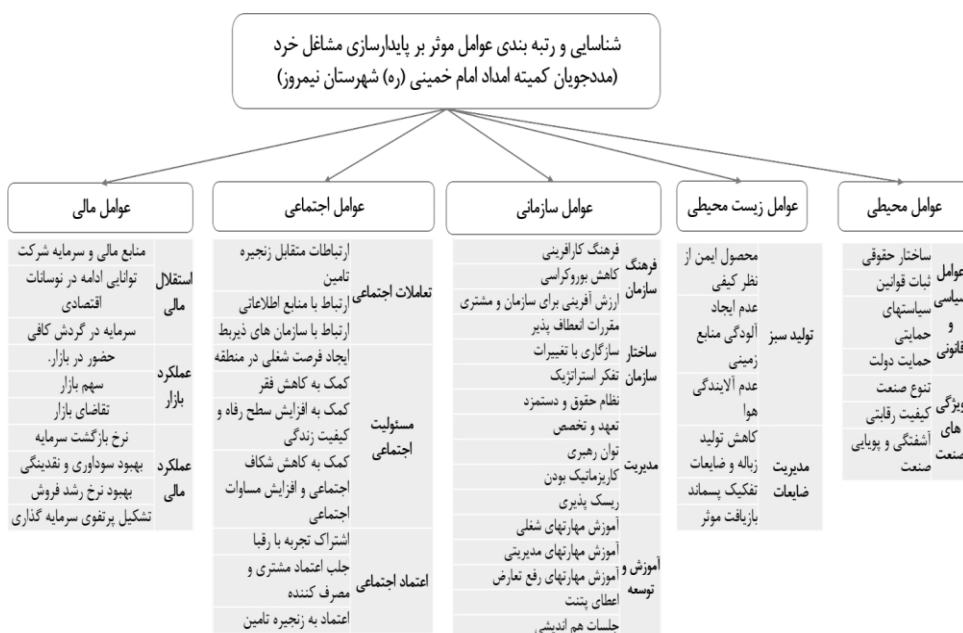 شناسایی و رتبه بندی عوامل موثر بر پایدارسازی مشاغل خرد
(مددجویان کمیته امداد امام خمینی (ره) شهرستان نیمروز)
عوامل محیطی
عوامل سیاسی و قانونی
ساختار حقوقی
ثبات قوانین
سیاستهای
حمایتی
حمایت دولت
ویژگی های صنعت
تنوع صنعت
کیفیت رقابتی
آشفتگی و پویایی
صنعت
عوامل زیست محیطی
تولید سبز
محصول ایمن از
نظر کیفی
عدم ایجاد
آلودگی منابع
زمینی
عدم آلایندگی
هوا
مدیریت
ضایعات
کاهش تولید
زباله و ضایعات
تفکیک پسماند
بازیافت موثر
عوامل سازمانی
فرهنگ
سازمان
فرهنگ کارافرینی
کاهش بوروکراسی
ارزش آفرینی برای سازمان و مشتری
ساختار
سازمان
مقررات انعطاف پذیر
سازگاری با تغییرات
تفکر استراتژیک
نظام حقوق و دستمزد
مدیریت
تعهد و تخصص
توان رهبری
کاریزماتیک بودن
ریسک پذیری
آموزش و
توسعه
آموزش مهارتهای شغلی
آموزش مهارتهای مدیریتی
آموزش مهارتهای رفع تعارض
اعطای پتنت
جلسات هم اندیشی
عوامل اجتماعی
تعاملات اجتماعی
ارتباطات متقابل زنجیره
تامین
ارتباط با منابع اطلاعاتی
ارتباط با سازمان های ذیربط
مسئولیت
اجتماعی
ایجاد فرصت شغلی در منطقه
کمک به کاهش فقر
کمک به افزایش سطح رفاه و
کیفیت زندگی
کمک به کاهش شکاف
اجتماعی و افزایش مساوات
اجتماعی
اعتماد اجتماعی
اشتراک تجربه با رقبا
جلب اعتماد مشتری و
مصرف کننده
اعتماد به زنجیره تامین
عوامل مالی
استقلال
مالی
منابع مالی و سرمایه شرکت
توانایی ادامه در نوسانات
اقتصادی
سرمایه در گردش کافی
عملکرد
بازار
حضور در بازار.
سهم بازار
تقاضای بازار
عملکرد
مالی
نرخ بازگشت سرمایه
بهبود سوداوری و نقدینگی
بهبود نرخ رشد فروش
تشکیل پرتفوی سرمایه گذاری